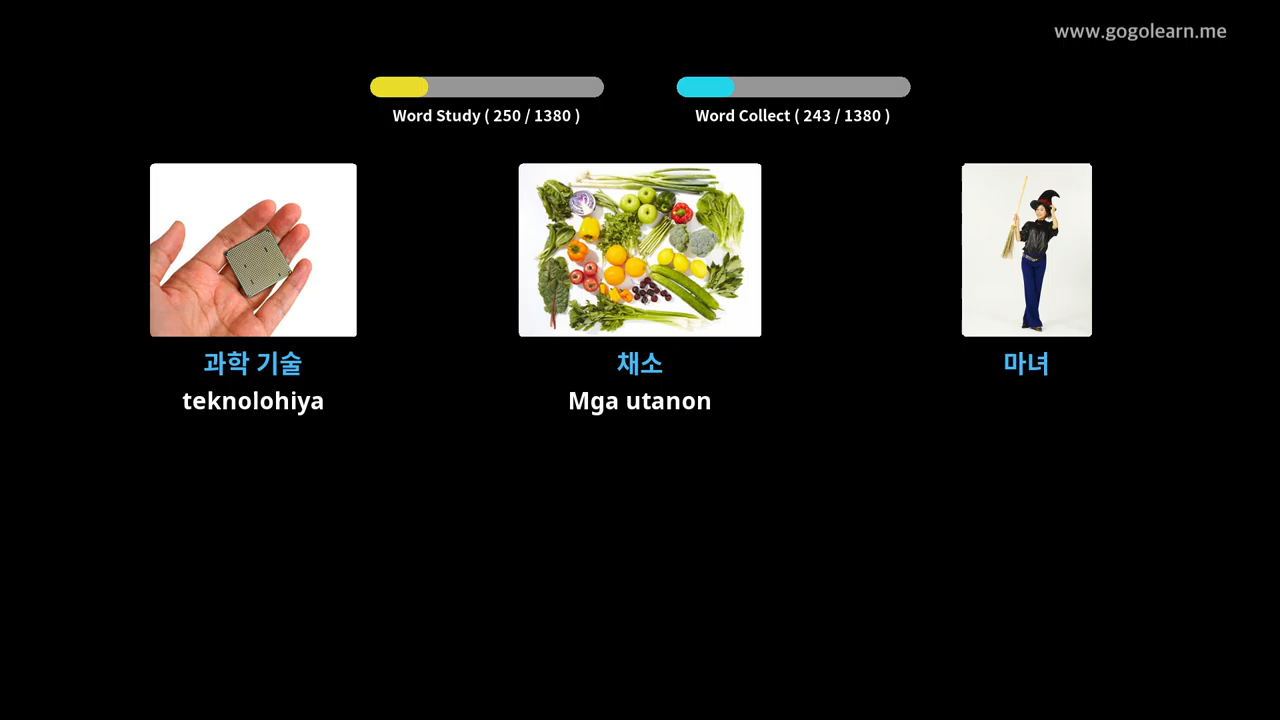 www.gogolearn.me
Word Study ( 250 / 1380 )
Word Collect ( 243 / 1380 )
과학 기술
teknolohiya
채소
Mga utanon
마녀